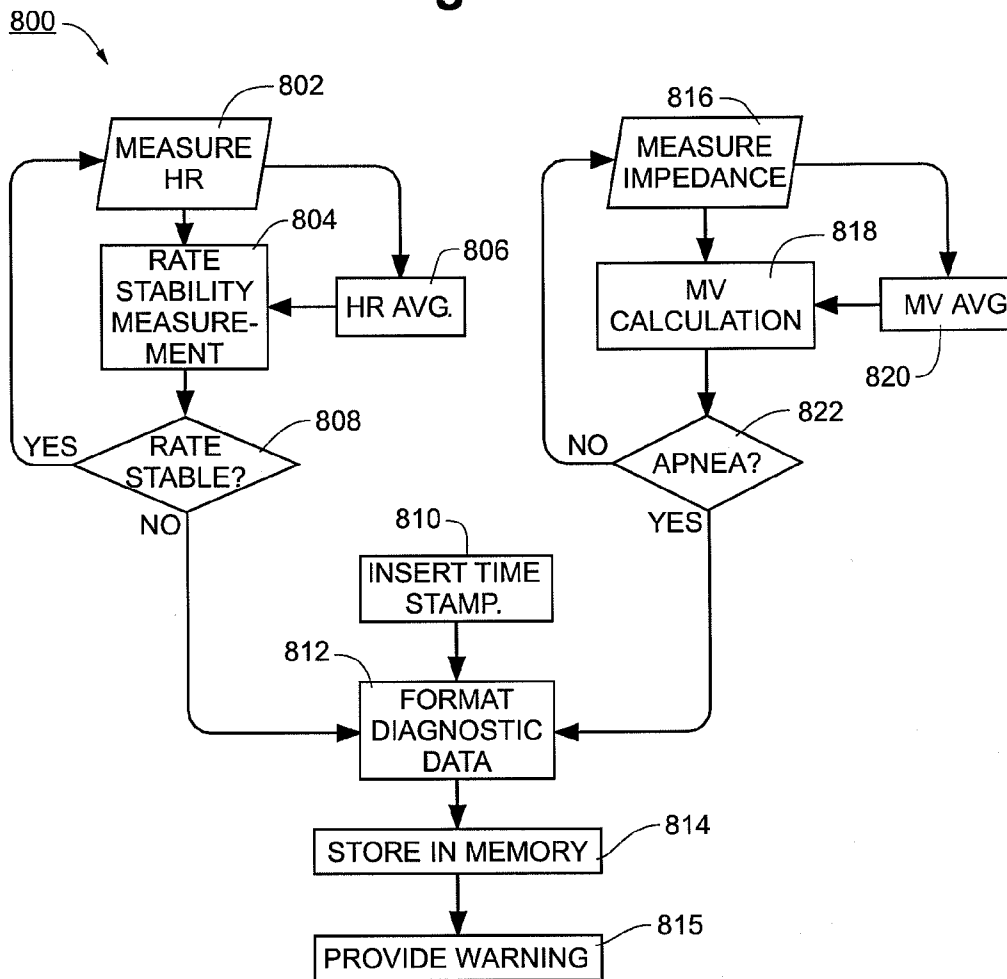 800
802
MEASURE
HR
804
RATE
STABILITY
MEASURE-
MENT
806
HR AVG.
808
RATE
STABLE?
YES
NO
816
MEASURE
IMPEDANCE
818
MV
CALCULATION
MV AVG
820
822
APNEA?
NO
YES
810
INSERT TIME
STAMP.
812
FORMAT
DIAGNOSTIC
DATA
814
STORE IN MEMORY
815
PROVIDE WARNING